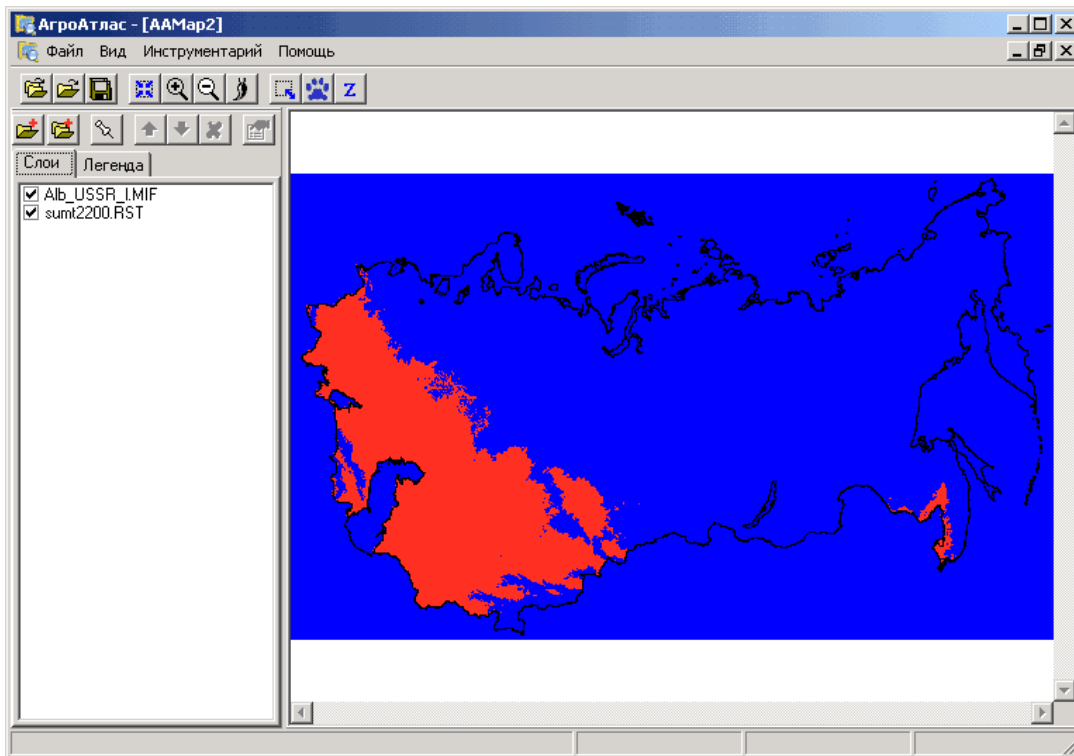 АгроАтлас - [AAMap2]
Файл Вид Инструментарий Помощь
Z
Слои Легенда
Alb_USSR_l.MIF
sumt2200.RST